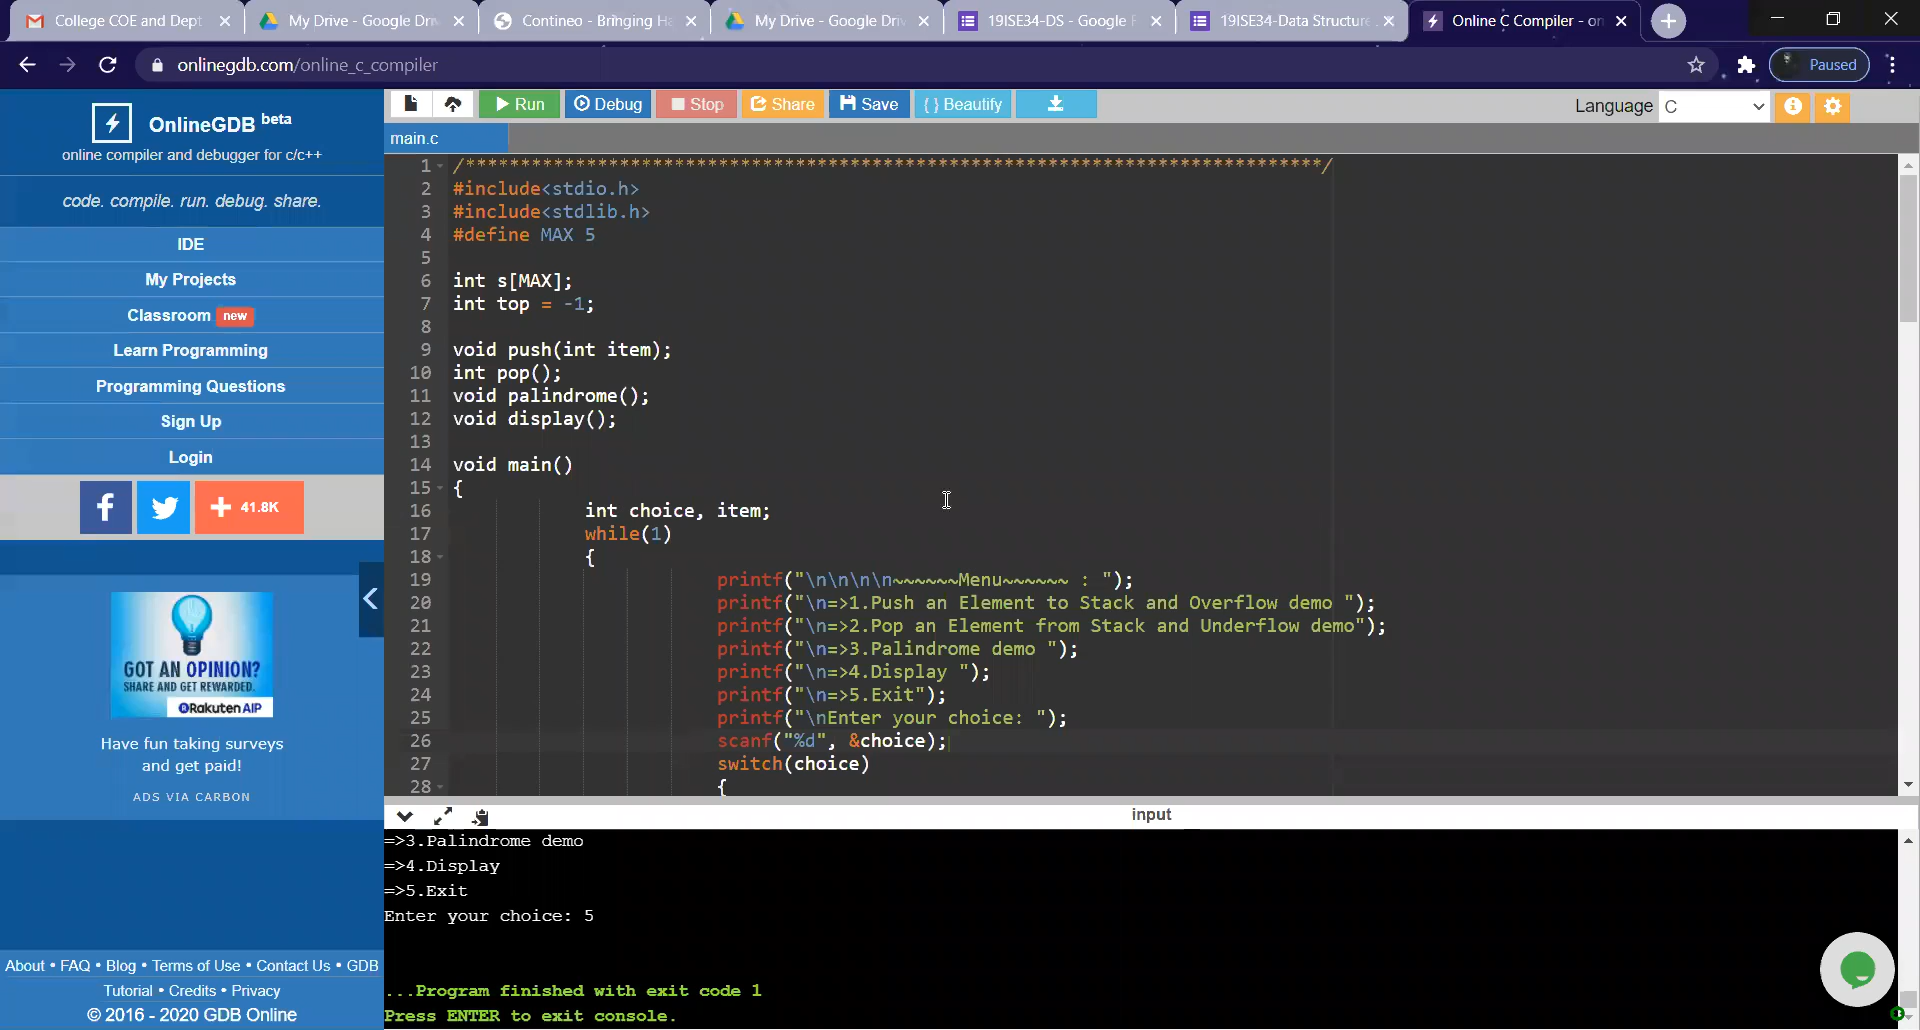 College COE and Dept
My Drive - Google Dri
Contineo - Bringing Ha
My Drive - Google Driv
19ISE34-DS - Google F
19ISE34-Data Structure
Online C Compiler - on
onlinegdb.com/online_c_compiler
Paused
OnlineGDB beta
online compiler and debugger for c/c++
code. compile. run. debug. share.
IDE
My Projects
Classroom new
Learn Programming
Programming Questions
Sign Up
Login
41.8K
GOT AN OPINION?
SHARE AND GET REWARDED.
Rakuten AIP
Have fun taking surveys
and get paid!
ADS VIA CARBON
About • FAQ • Blog • Terms of Use • Contact Us • GDB
Tutorial • Credits • Privacy
© 2016 - 2020 GDB Online
Run
Debug
Stop
Share
Save
{ } Beautify
Language C
main.c
1 /******************************************************************************/
2 #include<stdio.h>
3 #include<stdlib.h>
4 #define MAX 5
5
6 int s[MAX];
7 int top = -1;
8
9 void push(int item);
10 int pop();
11 void palindrome();
12 void display();
13
14 void main()
15 {
16 int choice, item;
17 while(1)
18 {
19 printf("\n\n\n\n~~~~~~Menu~~~~~~ : ");
20 printf("\n=>1.Push an Element to Stack and Overflow demo ");
21 printf("\n=>2.Pop an Element from Stack and Underflow demo");
22 printf("\n=>3.Palindrome demo ");
23 printf("\n=>4.Display ");
24 printf("\n=>5.Exit");
25 printf("\nEnter your choice: ");
26 scanf("%d", &choice);
27 switch(choice)
28 {
input
=>3.Palindrome demo
=>4.Display
=>5.Exit
Enter your choice: 5
...Program finished with exit code 1
Press ENTER to exit console.